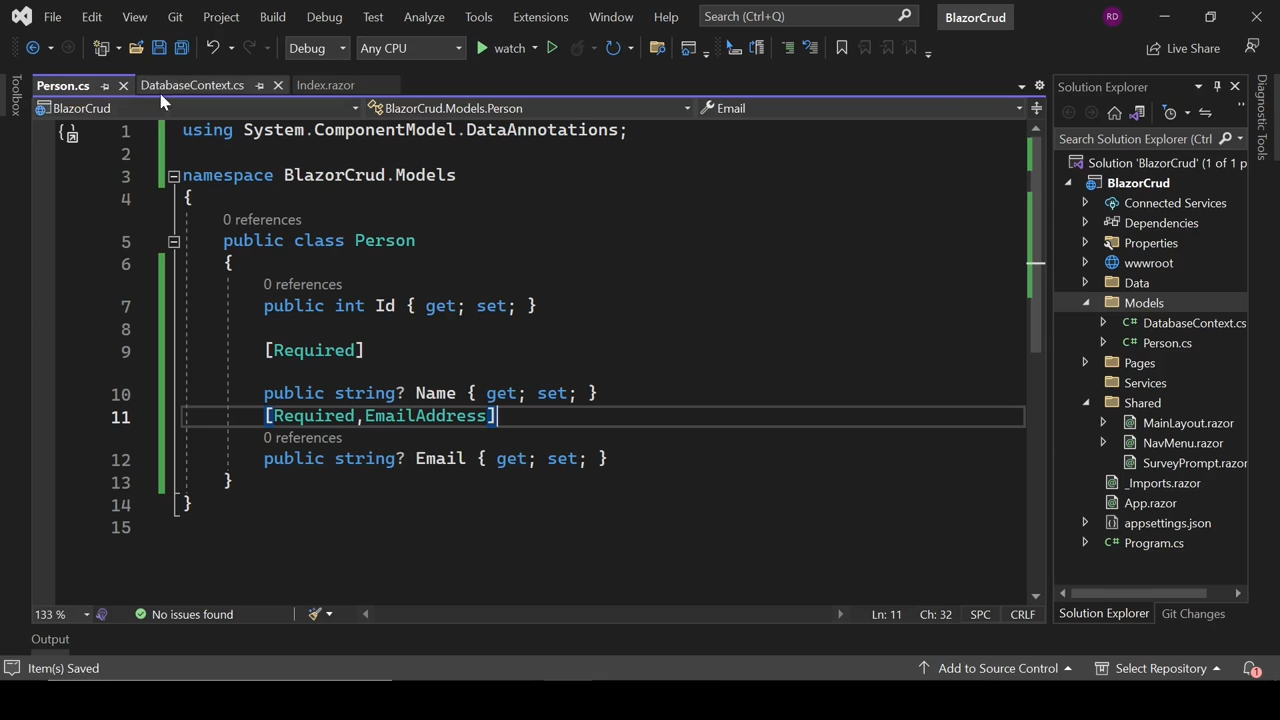 File Edit View Git Project Build Debug Test Analyze Tools Extensions Window Help Search (Ctrl+Q) BlazorCrud RD
Debug Any CPU watch Live Share
Toolbox
Person.cs DatabaseContext.cs Index.razor
BlazorCrud BlazorCrud.Models.Person Email
1 using System.ComponentModel.DataAnnotations;
2
3 namespace BlazorCrud.Models
4 {
0 references
5 public class Person
6 {
0 references
7 public int Id { get; set; }
8
9 [Required]
10 public string? Name { get; set; }
11 [Required,EmailAddress]
0 references
12 public string? Email { get; set; }
13 }
14 }
15
133 % No issues found Ln: 11 Ch: 32 SPC CRLF
Output
Item(s) Saved Add to Source Control Select Repository 1
Solution Explorer
Search Solution Explorer (Ctrl
Solution 'BlazorCrud' (1 of 1 p
BlazorCrud
Connected Services
Dependencies
Properties
wwwroot
Data
Models
C# DatabaseContext.cs
C# Person.cs
Pages
Services
Shared
MainLayout.razor
NavMenu.razor
SurveyPrompt.razor
_Imports.razor
App.razor
appsettings.json
C# Program.cs
Solution Explorer Git Changes
Diagnostic Tools